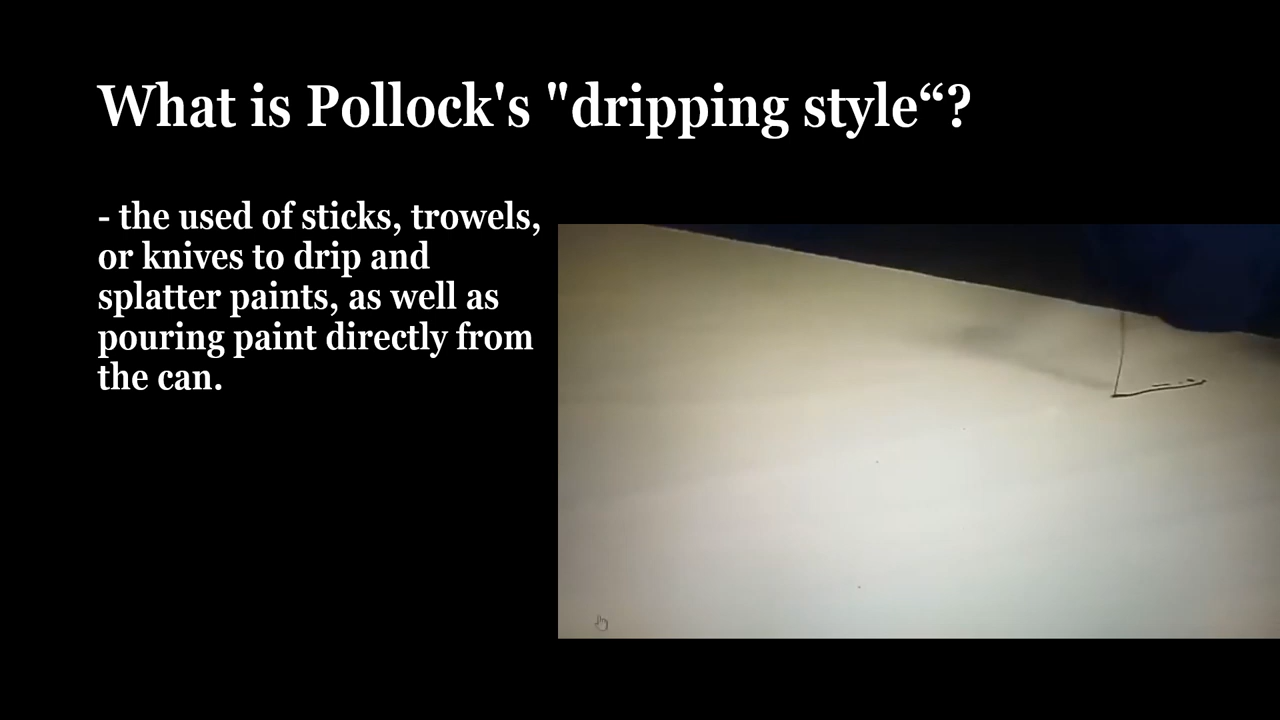 What is Pollock's "dripping style“?
- the used of sticks, trowels,
or knives to drip and
splatter paints, as well as
pouring paint directly from
the can.